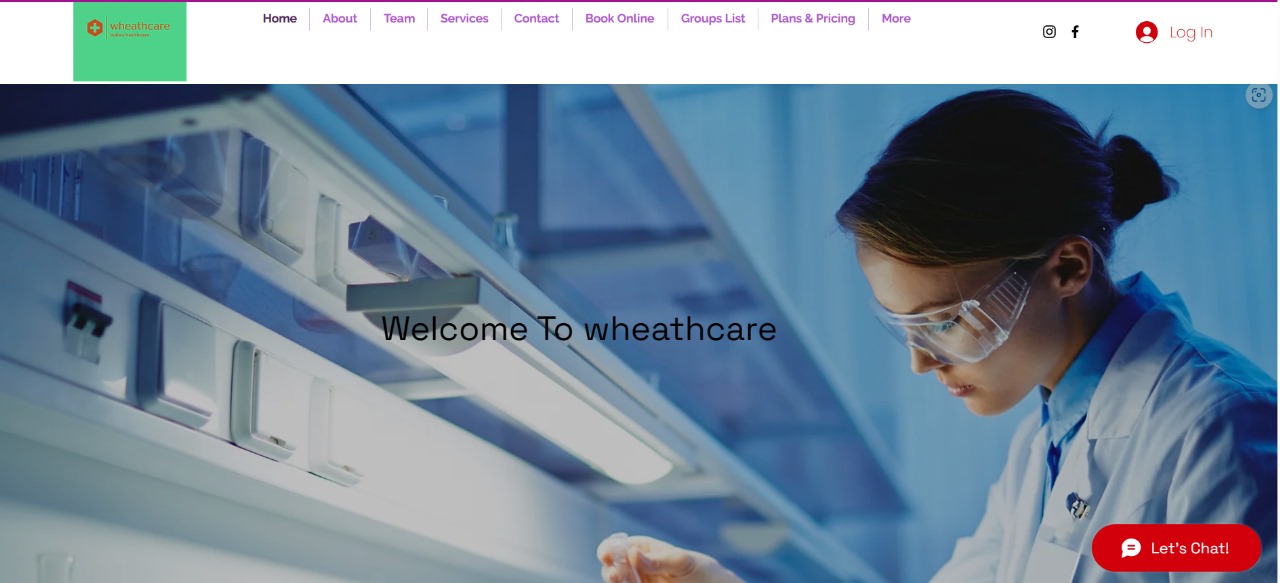 wheathcare
Home
About
Team
Services
Contact
Book Online
Groups List
Plans & Pricing
More
Log In
Welcome To wheathcare
Let's Chat!